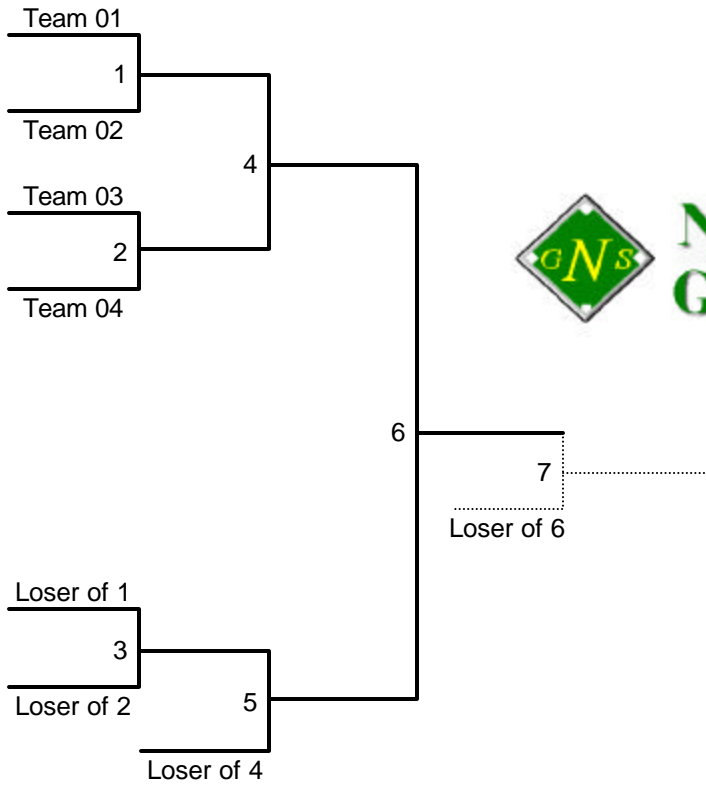 Team 01
1
Team 02
4
Team 03
2
Team 04
GNS
N
G
6
7
Loser of 6
Loser of 1
3
Loser of 2
5
Loser of 4